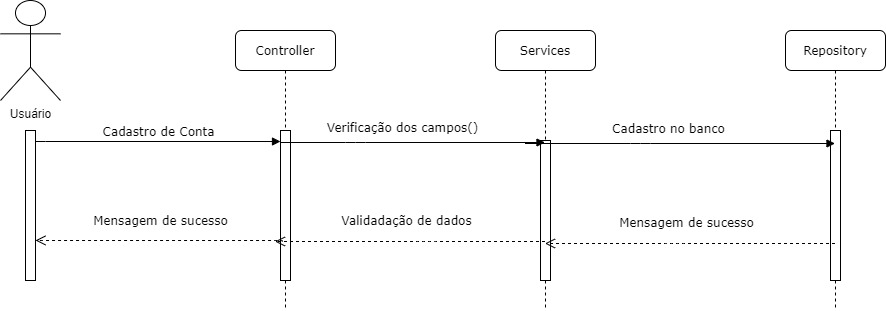 Controller
Services
Repository
Usuário
Cadastro de Conta
Verificação dos campos()
Cadastro no banco
Mensagem de sucesso
Validadação de dados
Mensagem de sucesso